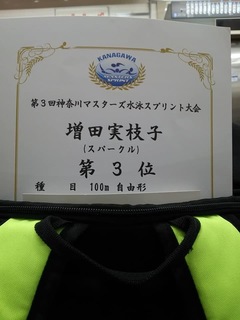 KANAGAWA
第3回神奈川マスターズ水泳スプリント大会
増田実枝子
(スパークル)
第 3 位
種 目 100m 自由形